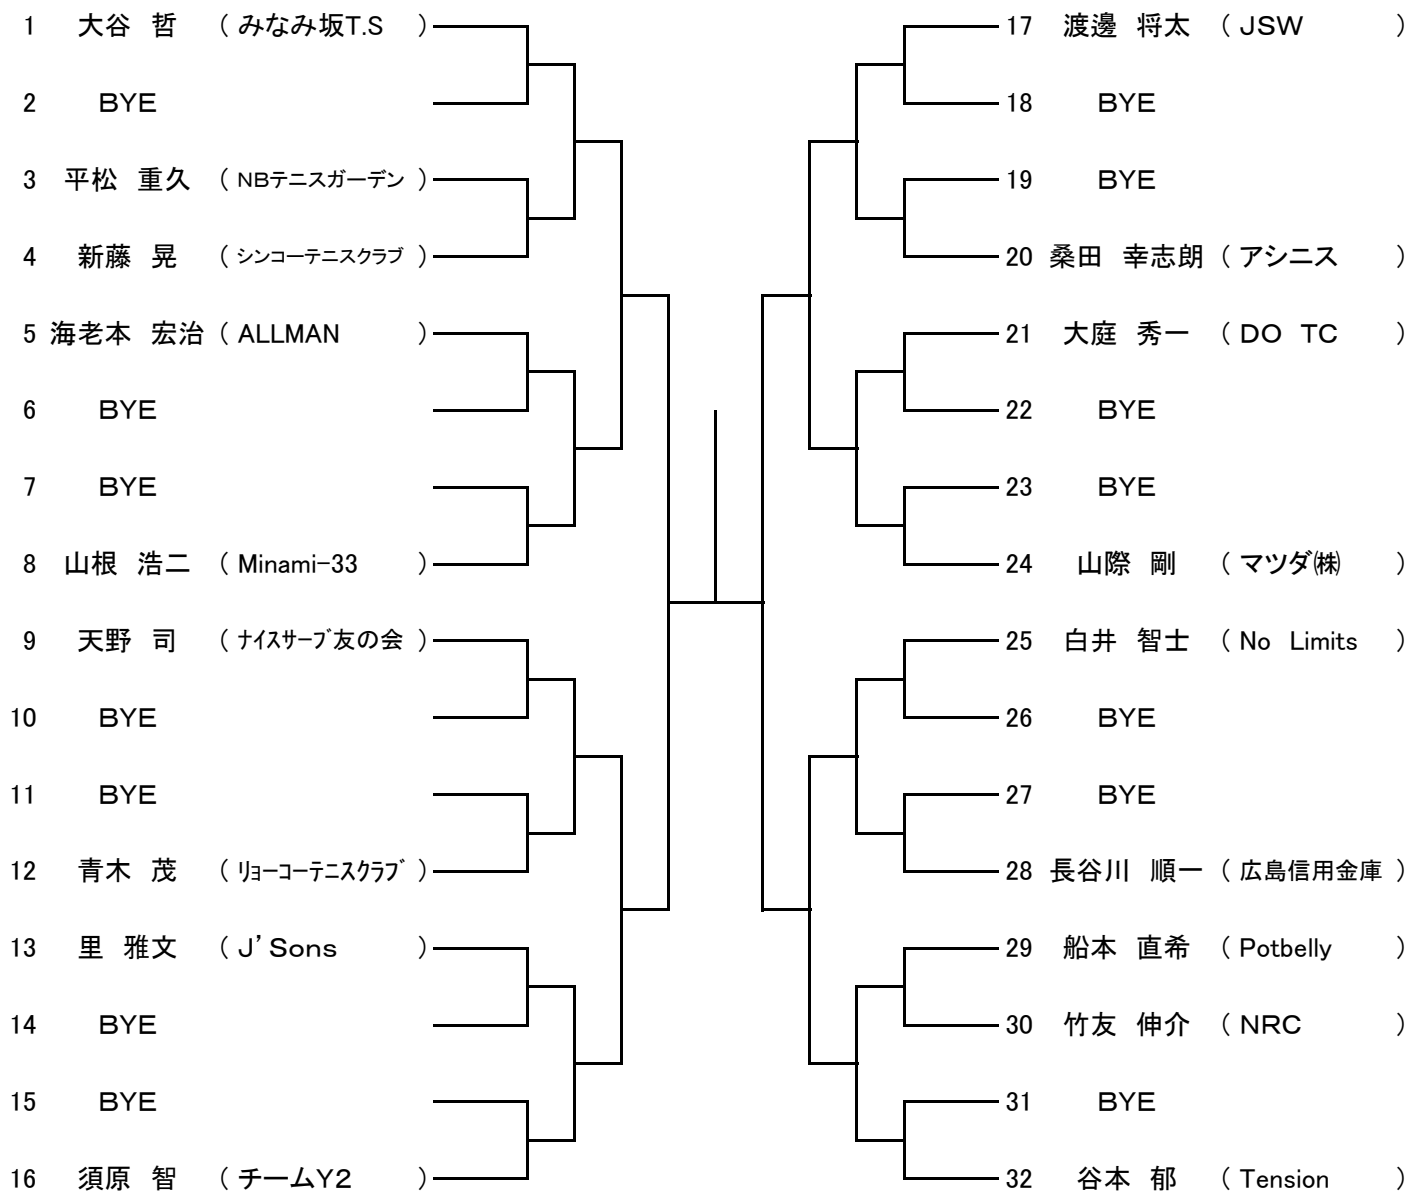 1 大谷 哲 ( みなみ坂T.S )
2 BYE
3 平松 重久 ( NBテニスガーデン )
4 新藤 晃 ( シンコーテニスクラブ )
5 海老本 宏治 ( ALLMAN )
6 BYE
7 BYE
8 山根 浩二 ( Minami-33 )
9 天野 司 ( ﾅｲｽｻｰﾌﾞ友の会 )
10 BYE
11 BYE
12 青木 茂 ( ﾘｮｰｺｰﾃﾆｽｸﾗﾌﾞ )
13 里 雅文 ( J'Sons )
14 BYE
15 BYE
16 須原 智 ( チームY2 )
17 渡邊 将太 ( JSW )
18 BYE
19 BYE
20 桑田 幸志朗 ( アシニス )
21 大庭 秀一 ( DO TC )
22 BYE
23 BYE
24 山際 剛 ( マツダ㈱ )
25 白井 智士 ( No Limits )
26 BYE
27 BYE
28 長谷川 順一 ( 広島信用金庫 )
29 船本 直希 ( Potbelly )
30 竹友 伸介 ( NRC )
31 BYE
32 谷本 郁 ( Tension )